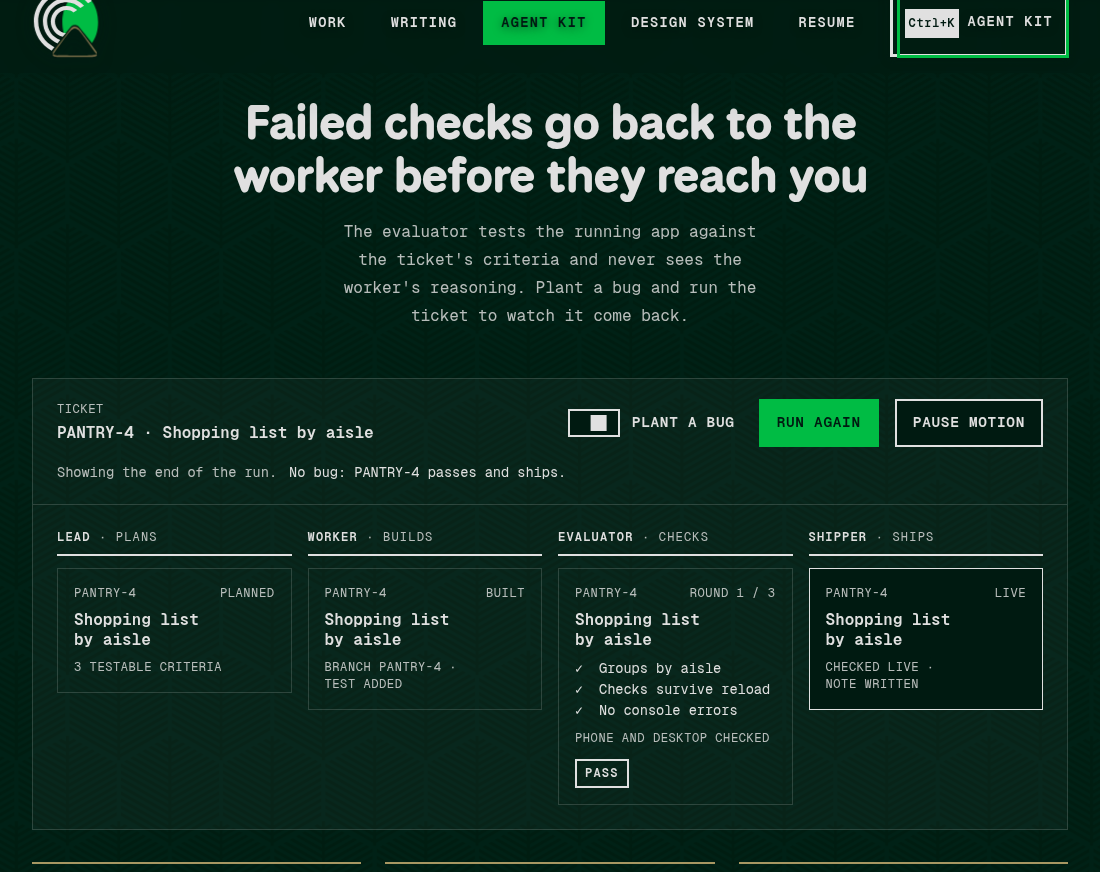 WORK WRITING AGENT KIT DESIGN SYSTEM RESUME Ctrl+K AGENT KIT
Failed checks go back to the
worker before they reach you
The evaluator tests the running app against
the ticket's criteria and never sees the
worker's reasoning. Plant a bug and run the
ticket to watch it come back.
TICKET
PANTRY-4 · Shopping list by aisle
PLANT A BUG RUN AGAIN PAUSE MOTION
Showing the end of the run. No bug: PANTRY-4 passes and ships.
LEAD · PLANS
PANTRY-4 PLANNED
Shopping list
by aisle
3 TESTABLE CRITERIA
WORKER · BUILDS
PANTRY-4 BUILT
Shopping list
by aisle
BRANCH PANTRY-4 ·
TEST ADDED
EVALUATOR · CHECKS
PANTRY-4 ROUND 1 / 3
Shopping list
by aisle
✓ Groups by aisle
✓ Checks survive reload
✓ No console errors
PHONE AND DESKTOP CHECKED
PASS
SHIPPER · SHIPS
PANTRY-4 LIVE
Shopping list
by aisle
CHECKED LIVE ·
NOTE WRITTEN